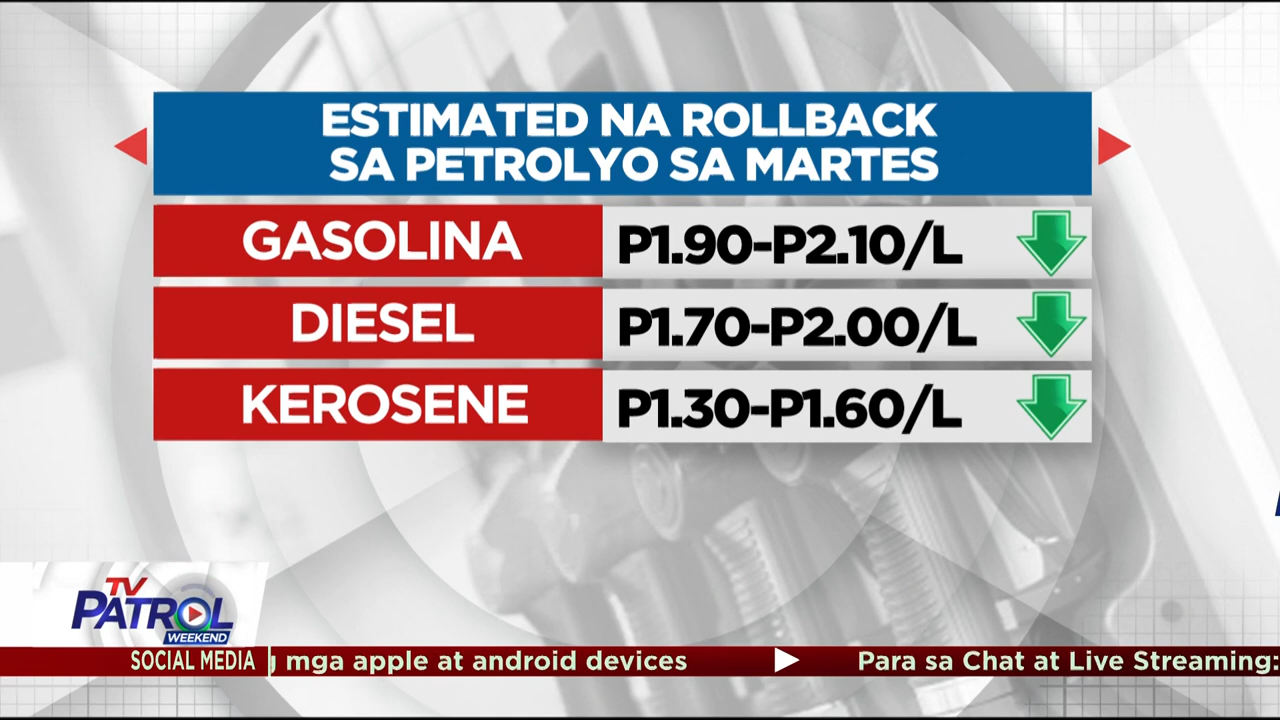 ESTIMATED NA ROLLBACK
SA PETROLYO SA MARTES
GASOLINA P1.90-P2.10/L
DIESEL P1.70-P2.00/L
KEROSENE P1.30-P1.60/L
TV
PATROL
WEEKEND
SOCIAL MEDIA mga apple at android devices Para sa Chat at Live Streaming: